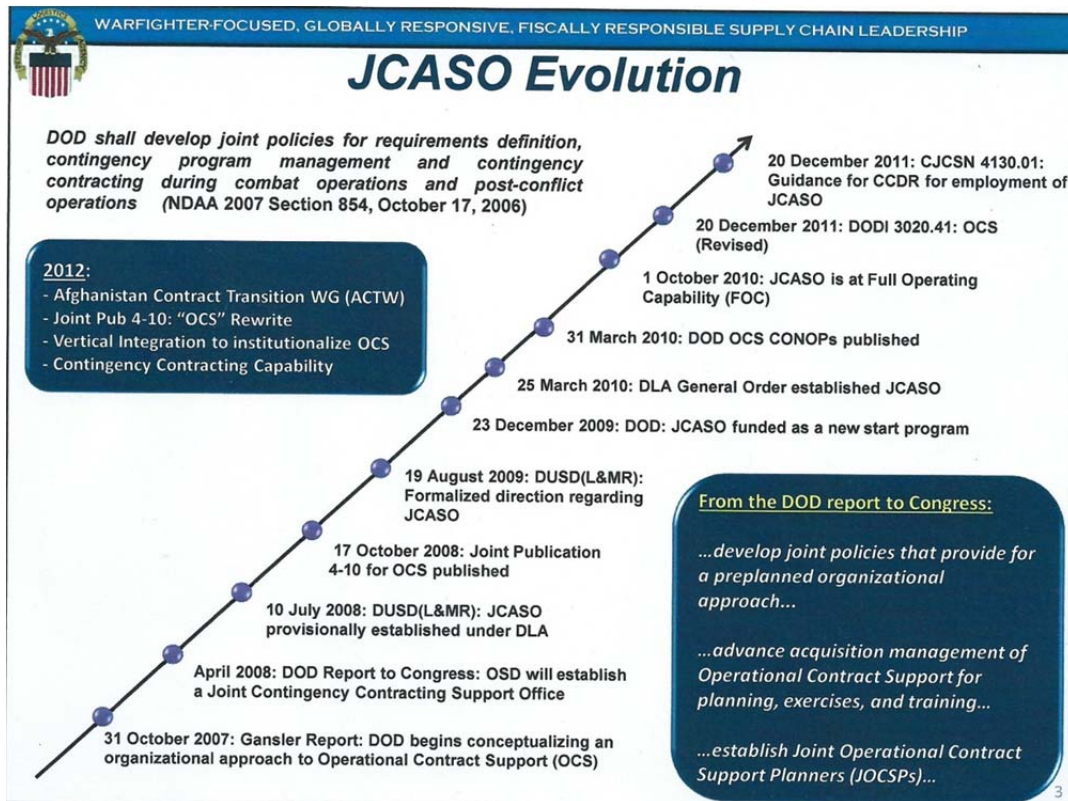 WARFIGHTER-FOCUSED, GLOBALLY RESPONSIVE, FISCALLY RESPONSIBLE SUPPLY CHAIN LEADERSHIP
JCASO Evolution
DOD shall develop joint policies for requirements definition,
contingency program management and contingency
contracting during combat operations and post-conflict
operations (NDAA 2007 Section 854, October 17, 2006)
2012:
- Afghanistan Contract Transition WG (ACTW)
- Joint Pub 4-10: “OCS” Rewrite
- Vertical Integration to institutionalize OCS
- Contingency Contracting Capability
20 December 2011: CJCSN 4130.01:
Guidance for CCDR for employment of
JCASO
20 December 2011: DODI 3020.41: OCS
(Revised)
1 October 2010: JCASO is at Full Operating
Capability (FOC)
31 March 2010: DOD OCS CONOPs published
25 March 2010: DLA General Order established JCASO
23 December 2009: DOD: JCASO funded as a new start program
19 August 2009: DUSD(L&MR):
Formalized direction regarding
JCASO
17 October 2008: Joint Publication
4-10 for OCS published
10 July 2008: DUSD(L&MR): JCASO
provisionally established under DLA
April 2008: DOD Report to Congress: OSD will establish
a Joint Contingency Contracting Support Office
31 October 2007: Gansler Report: DOD begins conceptualizing an
organizational approach to Operational Contract Support (OCS)
From the DOD report to Congress:
…develop joint policies that provide for
a preplanned organizational
approach...
…advance acquisition management of
Operational Contract Support for
planning, exercises, and training…
…establish Joint Operational Contract
Support Planners (JOCSPs)…
3